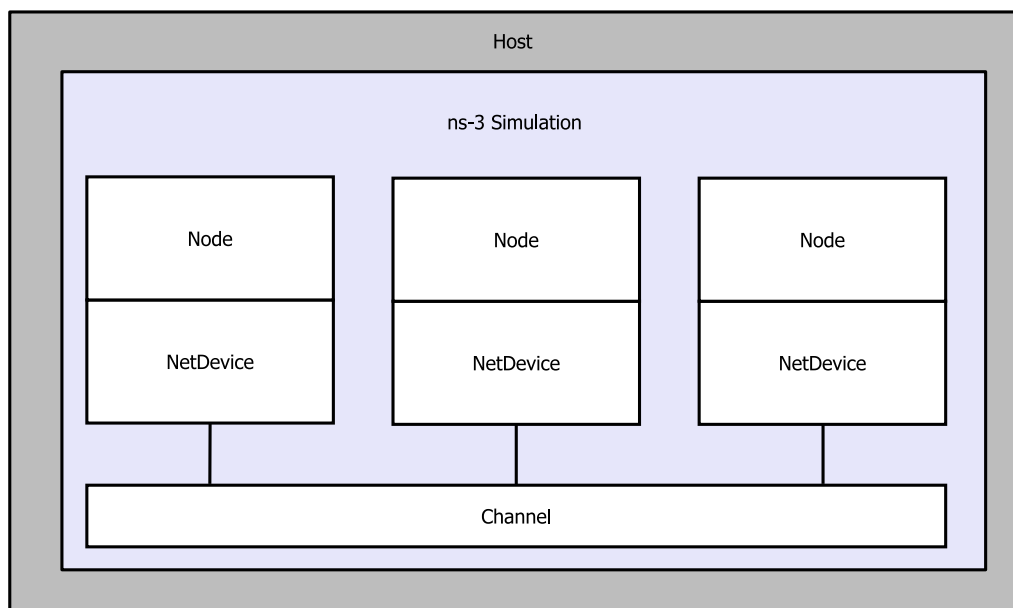 Host
ns-3 Simulation
Node
Node
Node
NetDevice
NetDevice
NetDevice
Channel